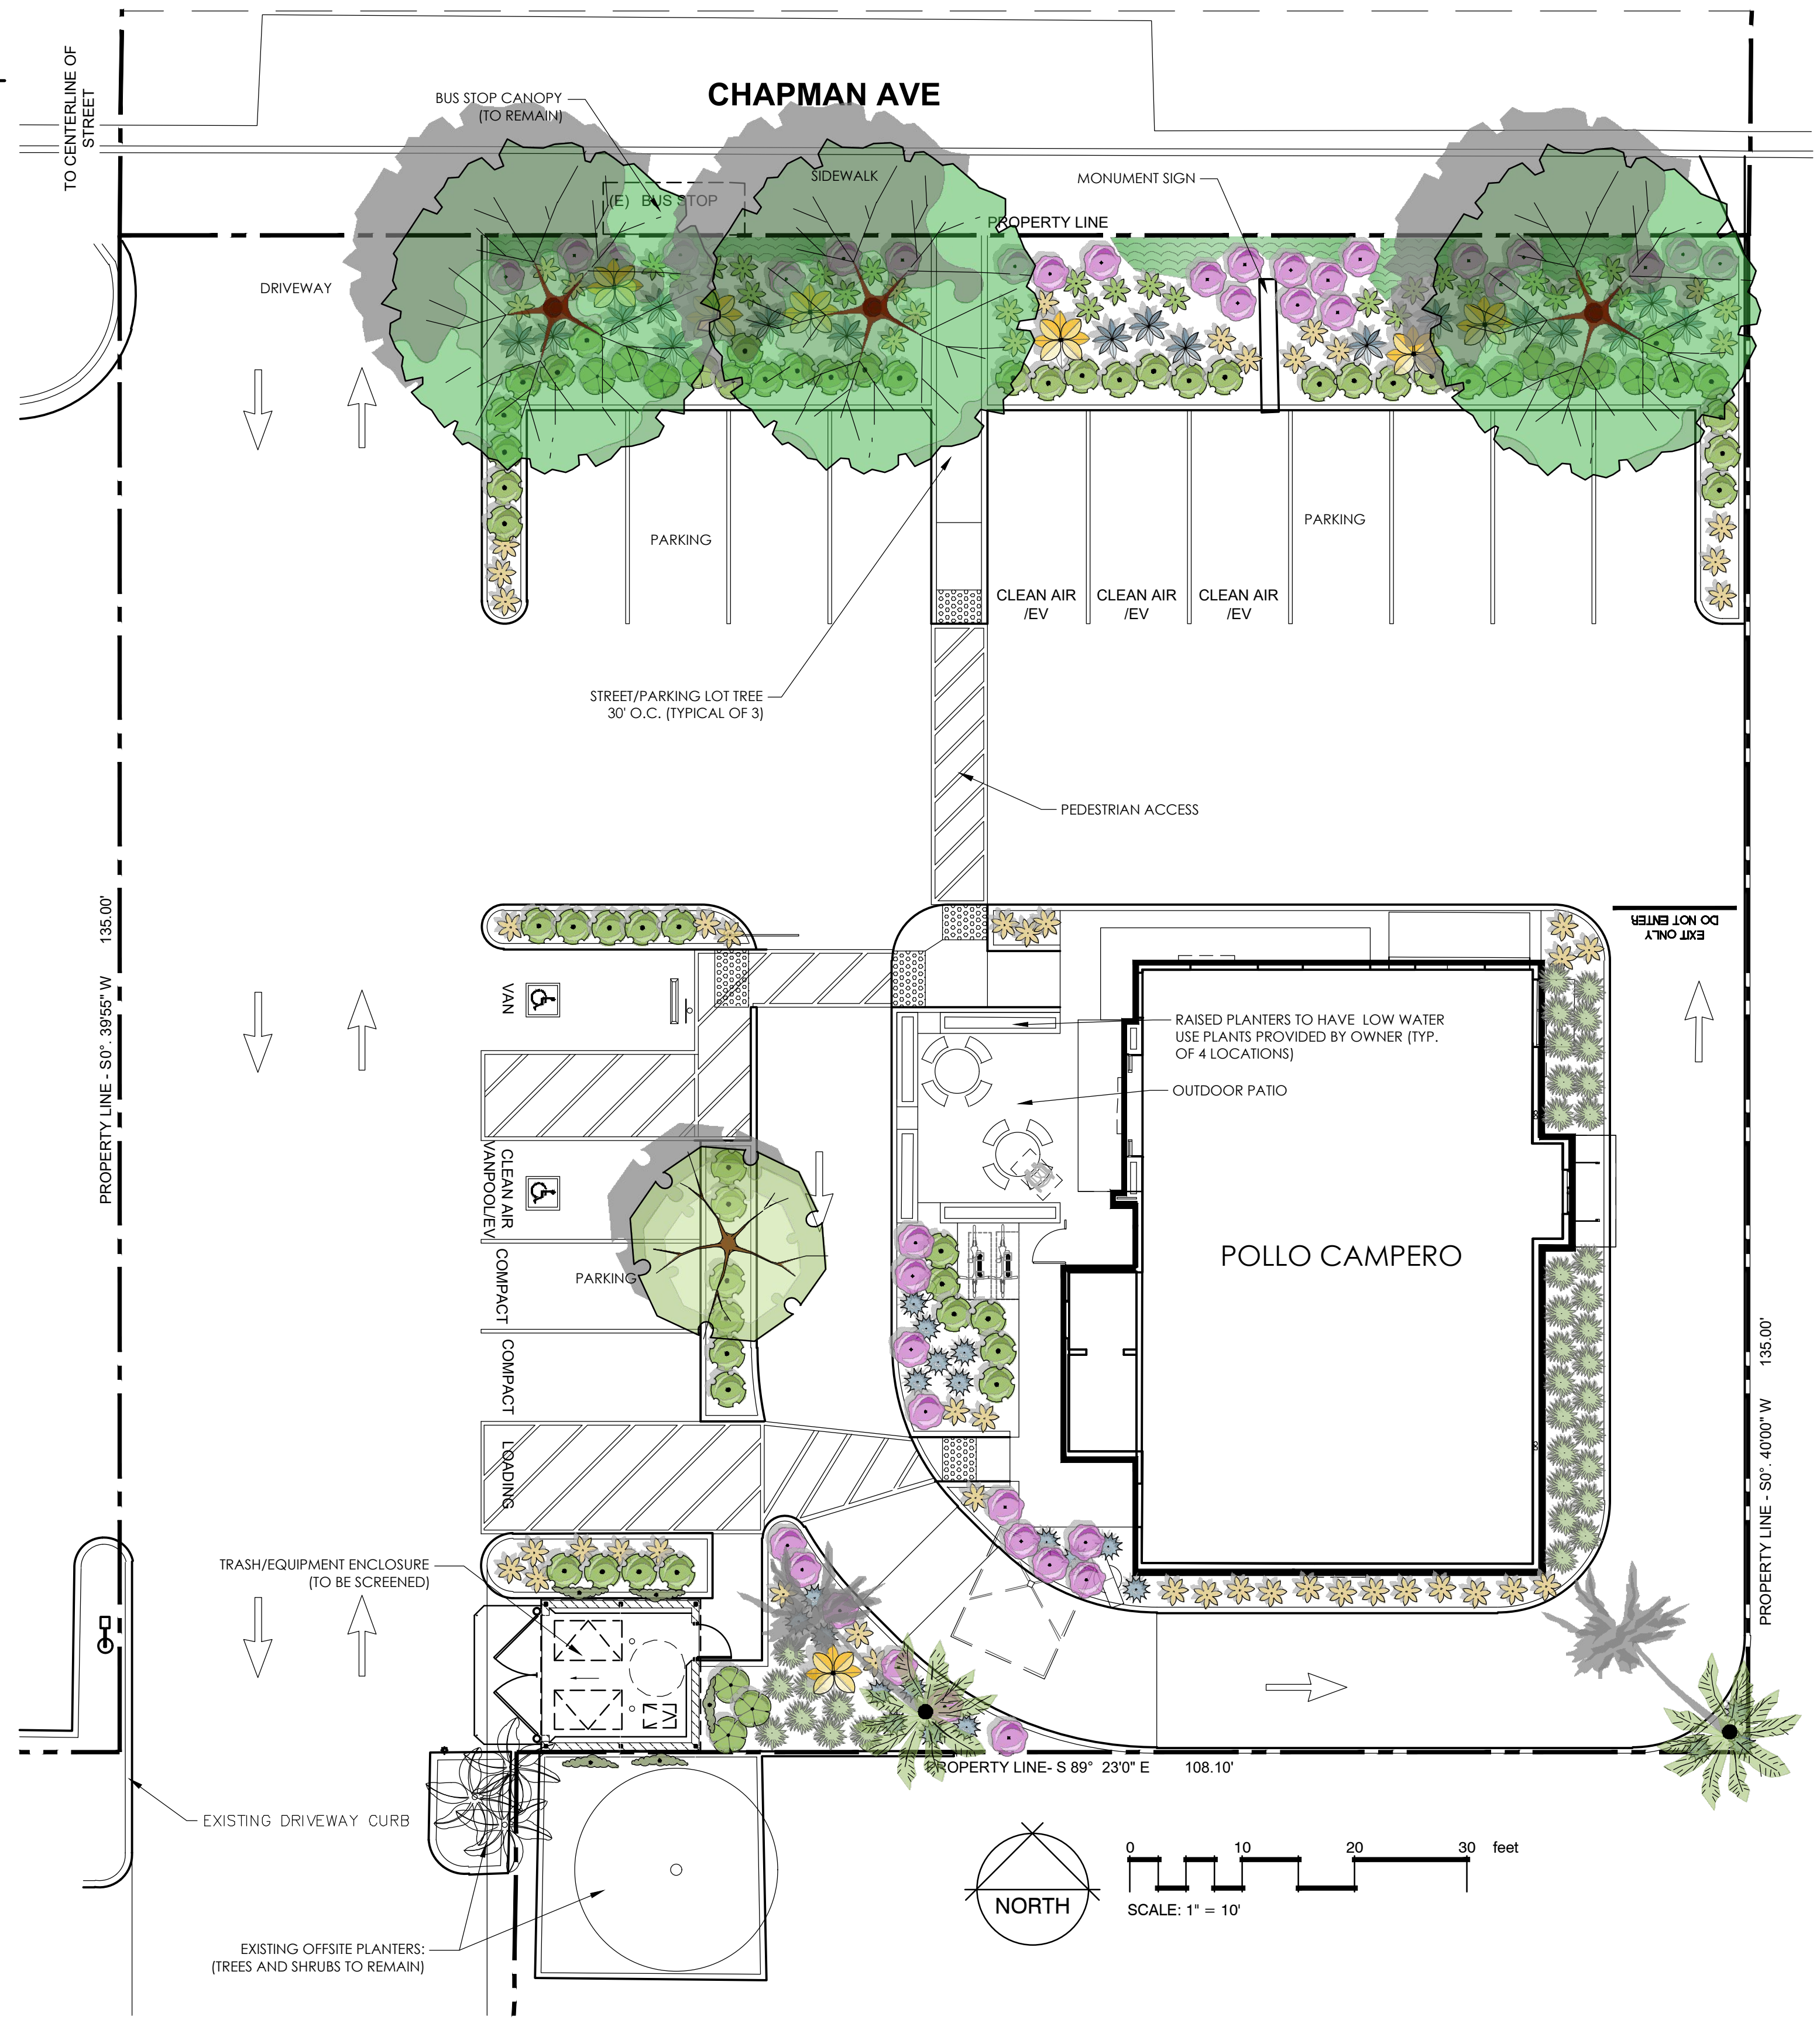 TO CENTERLINE OF
STREET
BUS STOP CANOPY
(TO REMAIN)
CHAPMAN AVE
SIDEWALK
(E) BUS STOP
MONUMENT SIGN
PROPERTY LINE
DRIVEWAY
PARKING
PARKING
CLEAN AIR
/EV
CLEAN AIR
/EV
CLEAN AIR
/EV
STREET/PARKING LOT TREE
30' O.C. (TYPICAL OF 3)
PEDESTRIAN ACCESS
PROPERTY LINE - S0°. 39'55" W 135.00'
EXIT ONLY
DO NOT ENTER
VAN
RAISED PLANTERS TO HAVE LOW WATER
USE PLANTS PROVIDED BY OWNER (TYP.
OF 4 LOCATIONS)
OUTDOOR PATIO
CLEAN AIR
VANPOOL/EV
COMPACT
PARKING
COMPACT
LOADING
POLLO CAMPERO
PROPERTY LINE - S0°. 40'00" W 135.00'
TRASH/EQUIPMENT ENCLOSURE
(TO BE SCREENED)
PROPERTY LINE- S 89° 23'0" E 108.10'
EXISTING DRIVEWAY CURB
NORTH
0 10 20 30 feet
SCALE: 1" = 10'
EXISTING OFFSITE PLANTERS:
(TREES AND SHRUBS TO REMAIN)